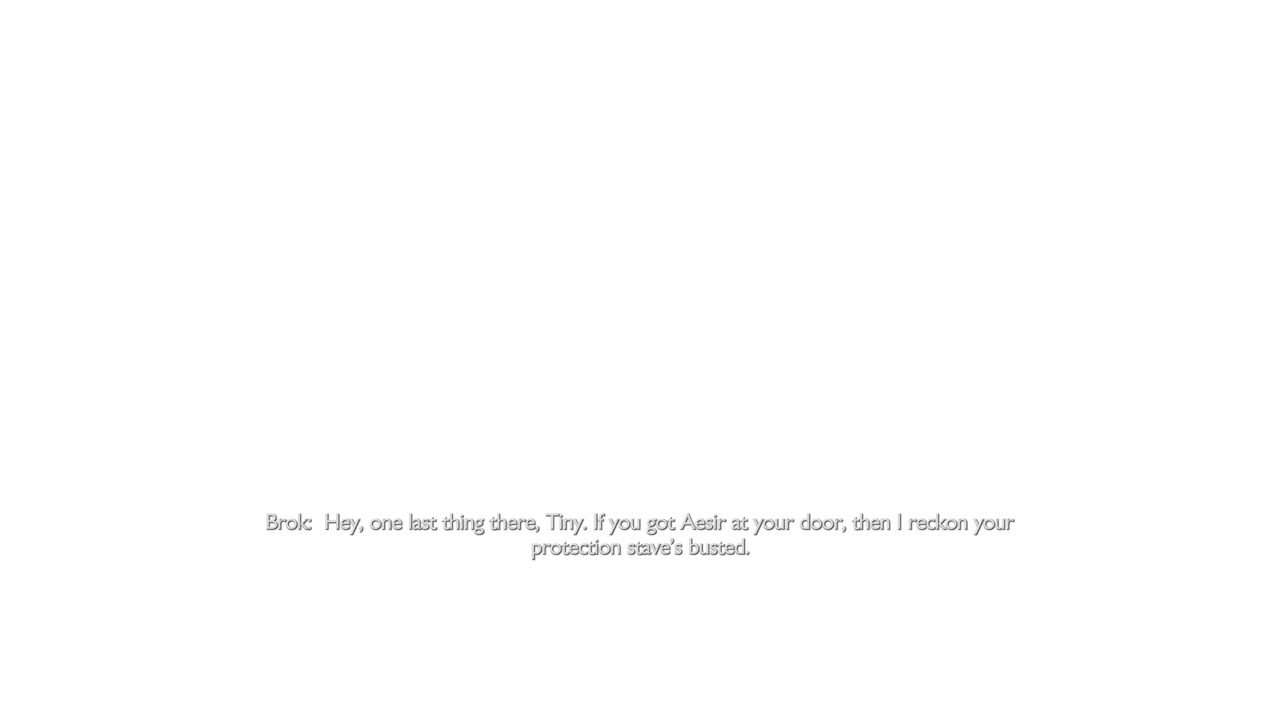 Brok:  Hey, one last thing there, Tiny. If you got Aesir at your door, then I reckon your
protection stave's busted.